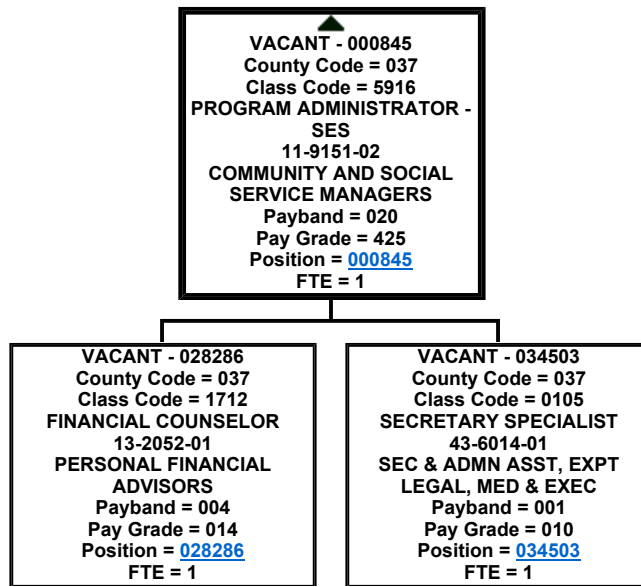 VACANT - 000845
County Code = 037
Class Code = 5916
PROGRAM ADMINISTRATOR -
SES
11-9151-02
COMMUNITY AND SOCIAL
SERVICE MANAGERS
Payband = 020
Pay Grade = 425
Position = 000845
FTE = 1
VACANT - 028286
County Code = 037
Class Code = 1712
FINANCIAL COUNSELOR
13-2052-01
PERSONAL FINANCIAL
ADVISORS
Payband = 004
Pay Grade = 014
Position = 028286
FTE = 1
VACANT - 034503
County Code = 037
Class Code = 0105
SECRETARY SPECIALIST
43-6014-01
SEC & ADMN ASST, EXPT
LEGAL, MED & EXEC
Payband = 001
Pay Grade = 010
Position = 034503
FTE = 1